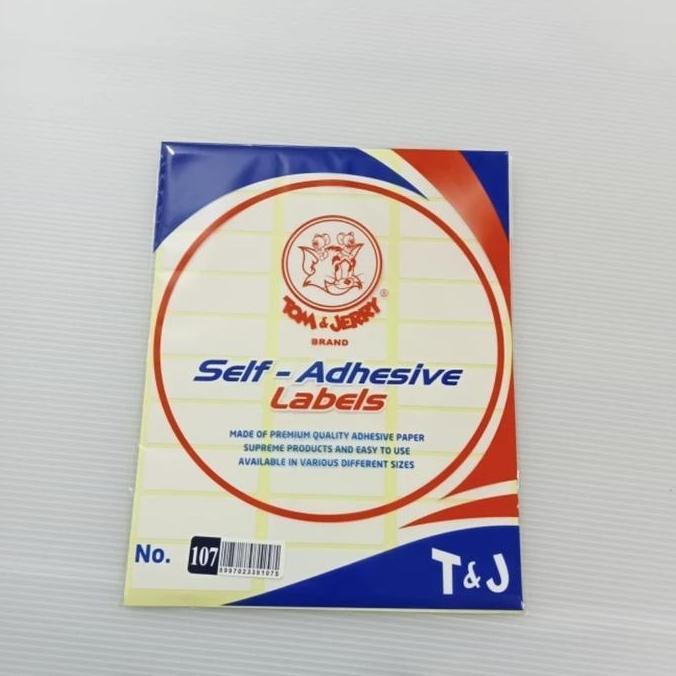 TOM & JERRY®
BRAND
Self - Adhesive
Labels
MADE OF PREMIUM QUALITY ADHESIVE PAPER
SUPREME PRODUCTS AND EASY TO USE
AVAILABLE IN VARIOUS DIFFERENT SIZES
No. 107
T&J